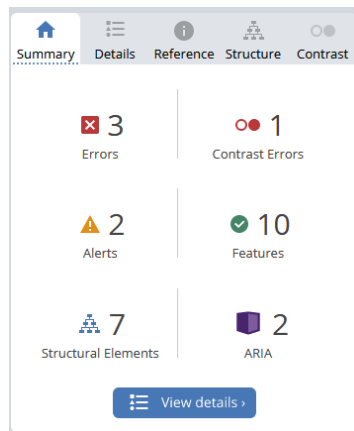 Summary Details Reference Structure Contrast
3 1
Errors Contrast Errors
2 10
Alerts Features
7 2
Structural Elements ARIA
View details ›